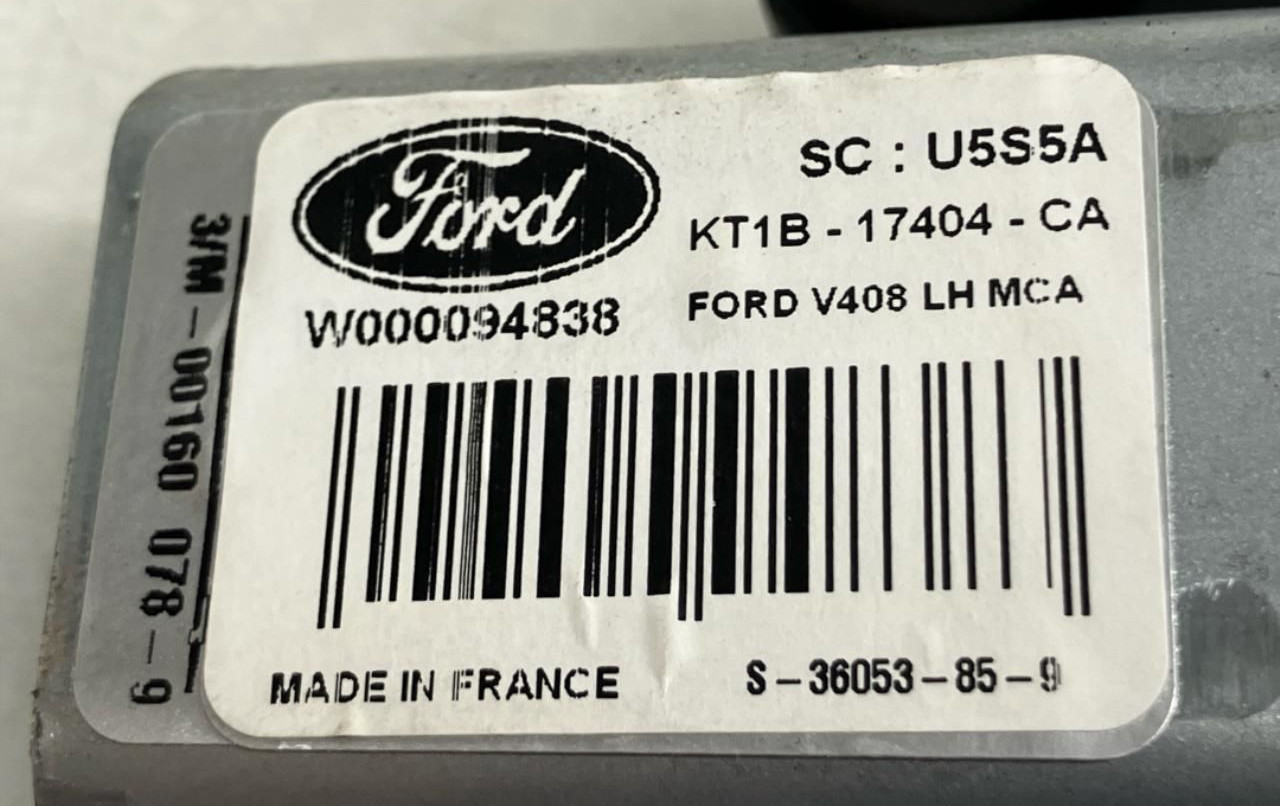 Ford
SC : U5S5A
KT1B - 17404 - CA
W000094838
FORD V408 LH MCA
MADE IN FRANCE
S-36053-85-9
3/M-00160 078-9